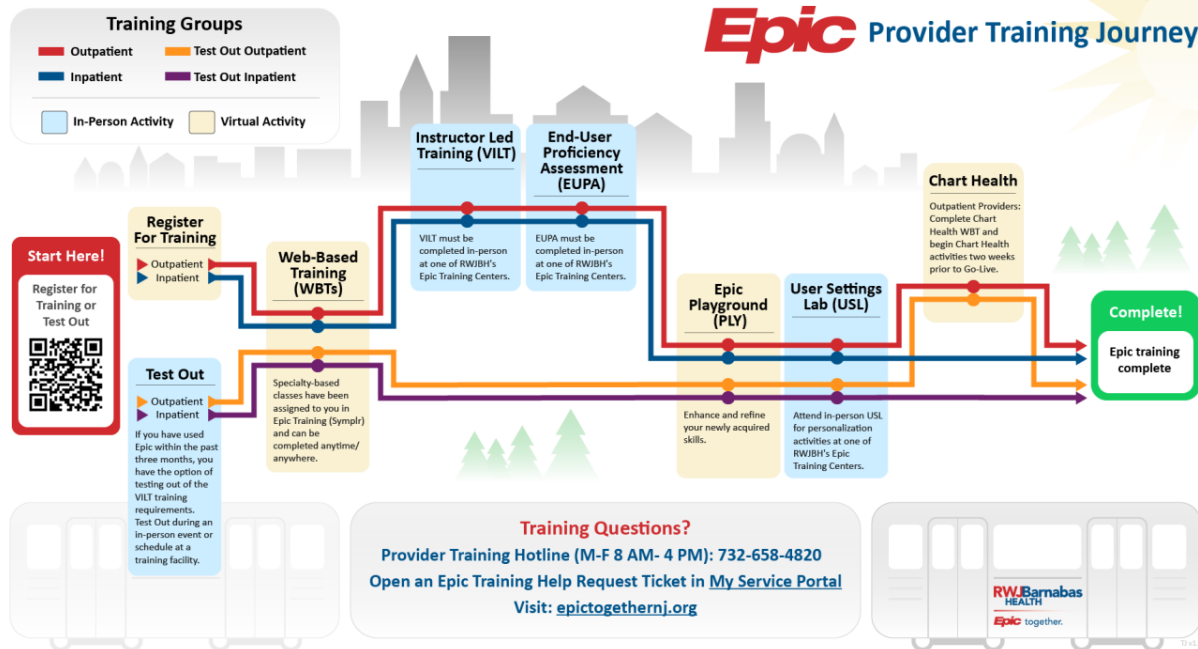 Training Groups
Outpatient
Test Out Outpatient
Inpatient
Test Out Inpatient
In-Person Activity
Virtual Activity
Epic Provider Training Journey
Start Here!
Register for
Training or
Test Out
Register
For Training
Outpatient
Inpatient
Test Out
Outpatient
Inpatient
If you have used
Epic within the past
three months, you
have the option of
testing out of the
VILT training
requirements.
Test Out during an
in-person event or
schedule at a
training facility.
Web-Based
Training
(WBTs)
Specialty-based
classes have been
assigned to you in
Epic Training (Symplr)
and can be
completed anytime/
anywhere.
Instructor Led
Training (VILT)
VILT must be
completed in-person
at one of RWJBH's
Epic Training Centers.
End-User
Proficiency
Assessment
(EUPA)
EUPA must be
completed in-person
at one of RWJBH's
Epic Training Centers.
Epic
Playground
(PLY)
Enhance and refine
your newly acquired
skills.
User Settings
Lab (USL)
Attend in-person USL
for personalization
activities at one of
RWJBH's Epic
Training Centers.
Chart Health
Outpatient Providers:
Complete Chart
Health WBT and
begin Chart Health
activities two weeks
prior to Go-Live.
Complete!
Epic training
complete
Training Questions?
Provider Training Hotline (M-F 8 AM- 4 PM): 732-658-4820
Open an Epic Training Help Request Ticket in My Service Portal
Visit: epictogethernj.org
RWJBarnabas
HEALTH
Epic together.